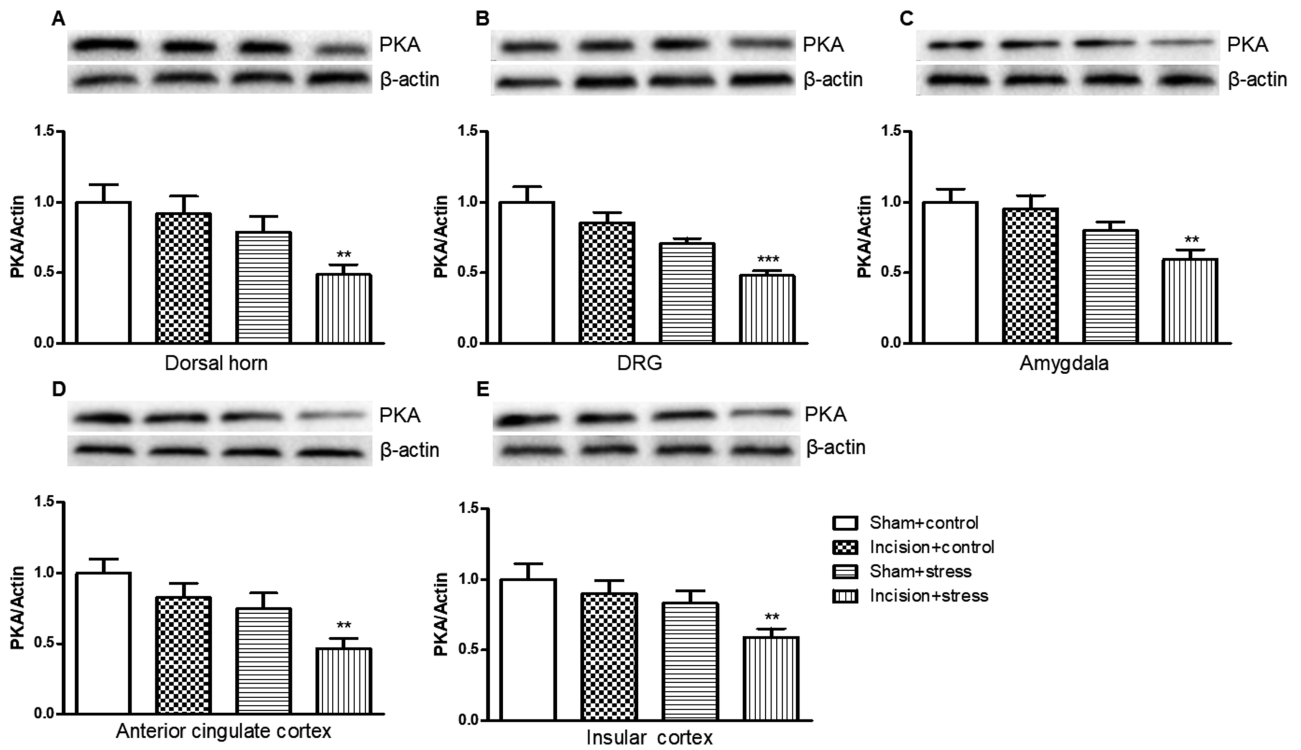 A
PKA
β-actin
1.5
1.0
0.5
0.0
PKA/Actin
**
Dorsal horn
B
PKA
β-actin
1.5
1.0
0.5
0.0
PKA/Actin
***
DRG
C
PKA
β-actin
1.5
1.0
0.5
0.0
PKA/Actin
**
Amygdala
D
PKA
β-actin
1.5
1.0
0.5
0.0
PKA/Actin
**
Anterior cingulate cortex
E
PKA
β-actin
1.5
1.0
0.5
0.0
PKA/Actin
**
Insular cortex
Sham+control
Incision+control
Sham+stress
Incision+stress